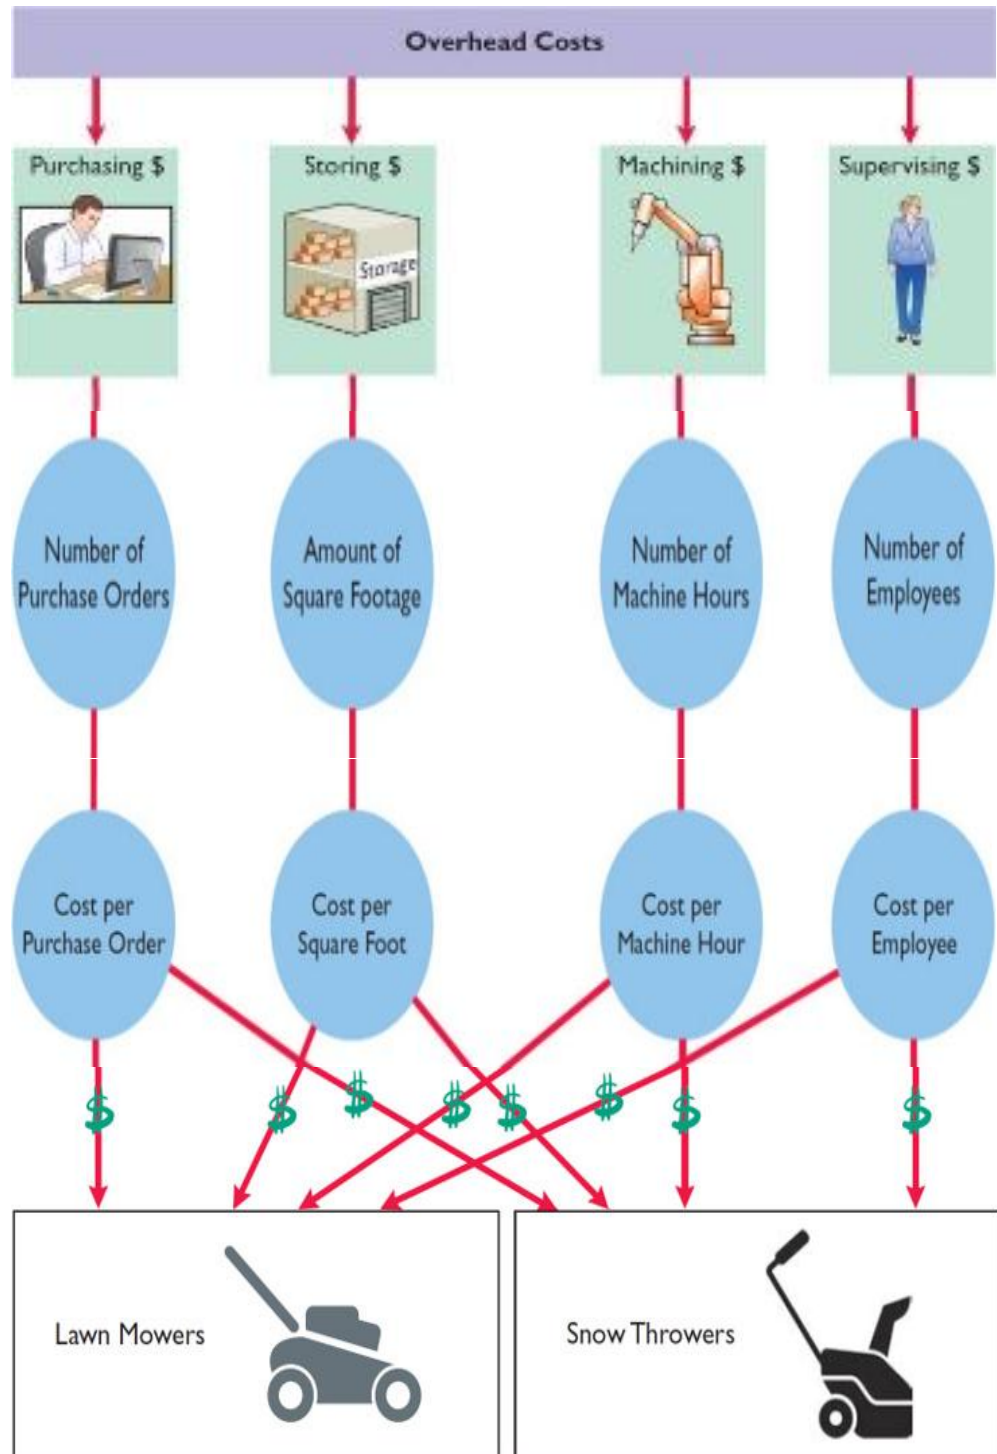 Overhead Costs
Purchasing $
Storing $
Machining $
Supervising $
Storage
Number of
Purchase Orders
Amount of
Square Footage
Number of
Machine Hours
Number of
Employees
Cost per
Purchase Order
Cost per
Square Foot
Cost per
Machine Hour
Cost per
Employee
$ $ $ $ $ $ $ $
Lawn Mowers
Snow Throwers